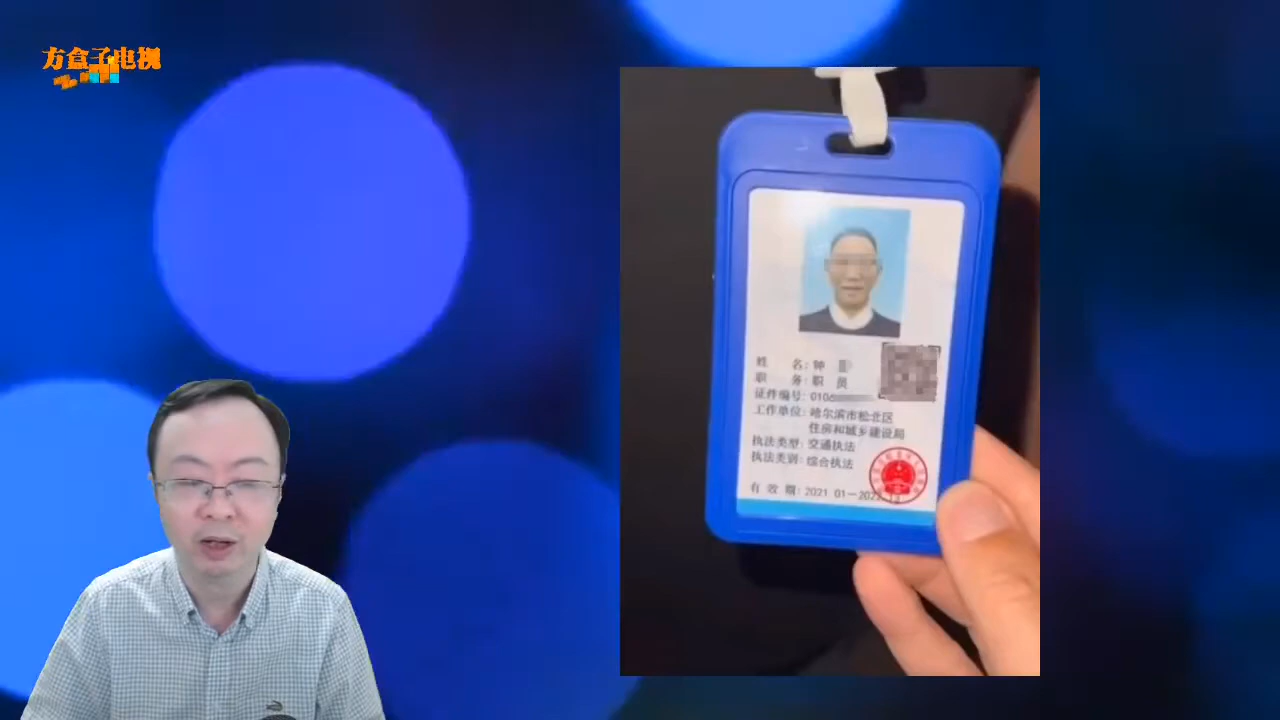 方盒子电视
姓 名: 钟
职 务: 职 员
证件编号: 0106
工作单位: 哈尔滨市松北区
住房和城乡建设局
执法类型: 交通执法
执法类别: 综合执法
有 效 期: 2021 01—202